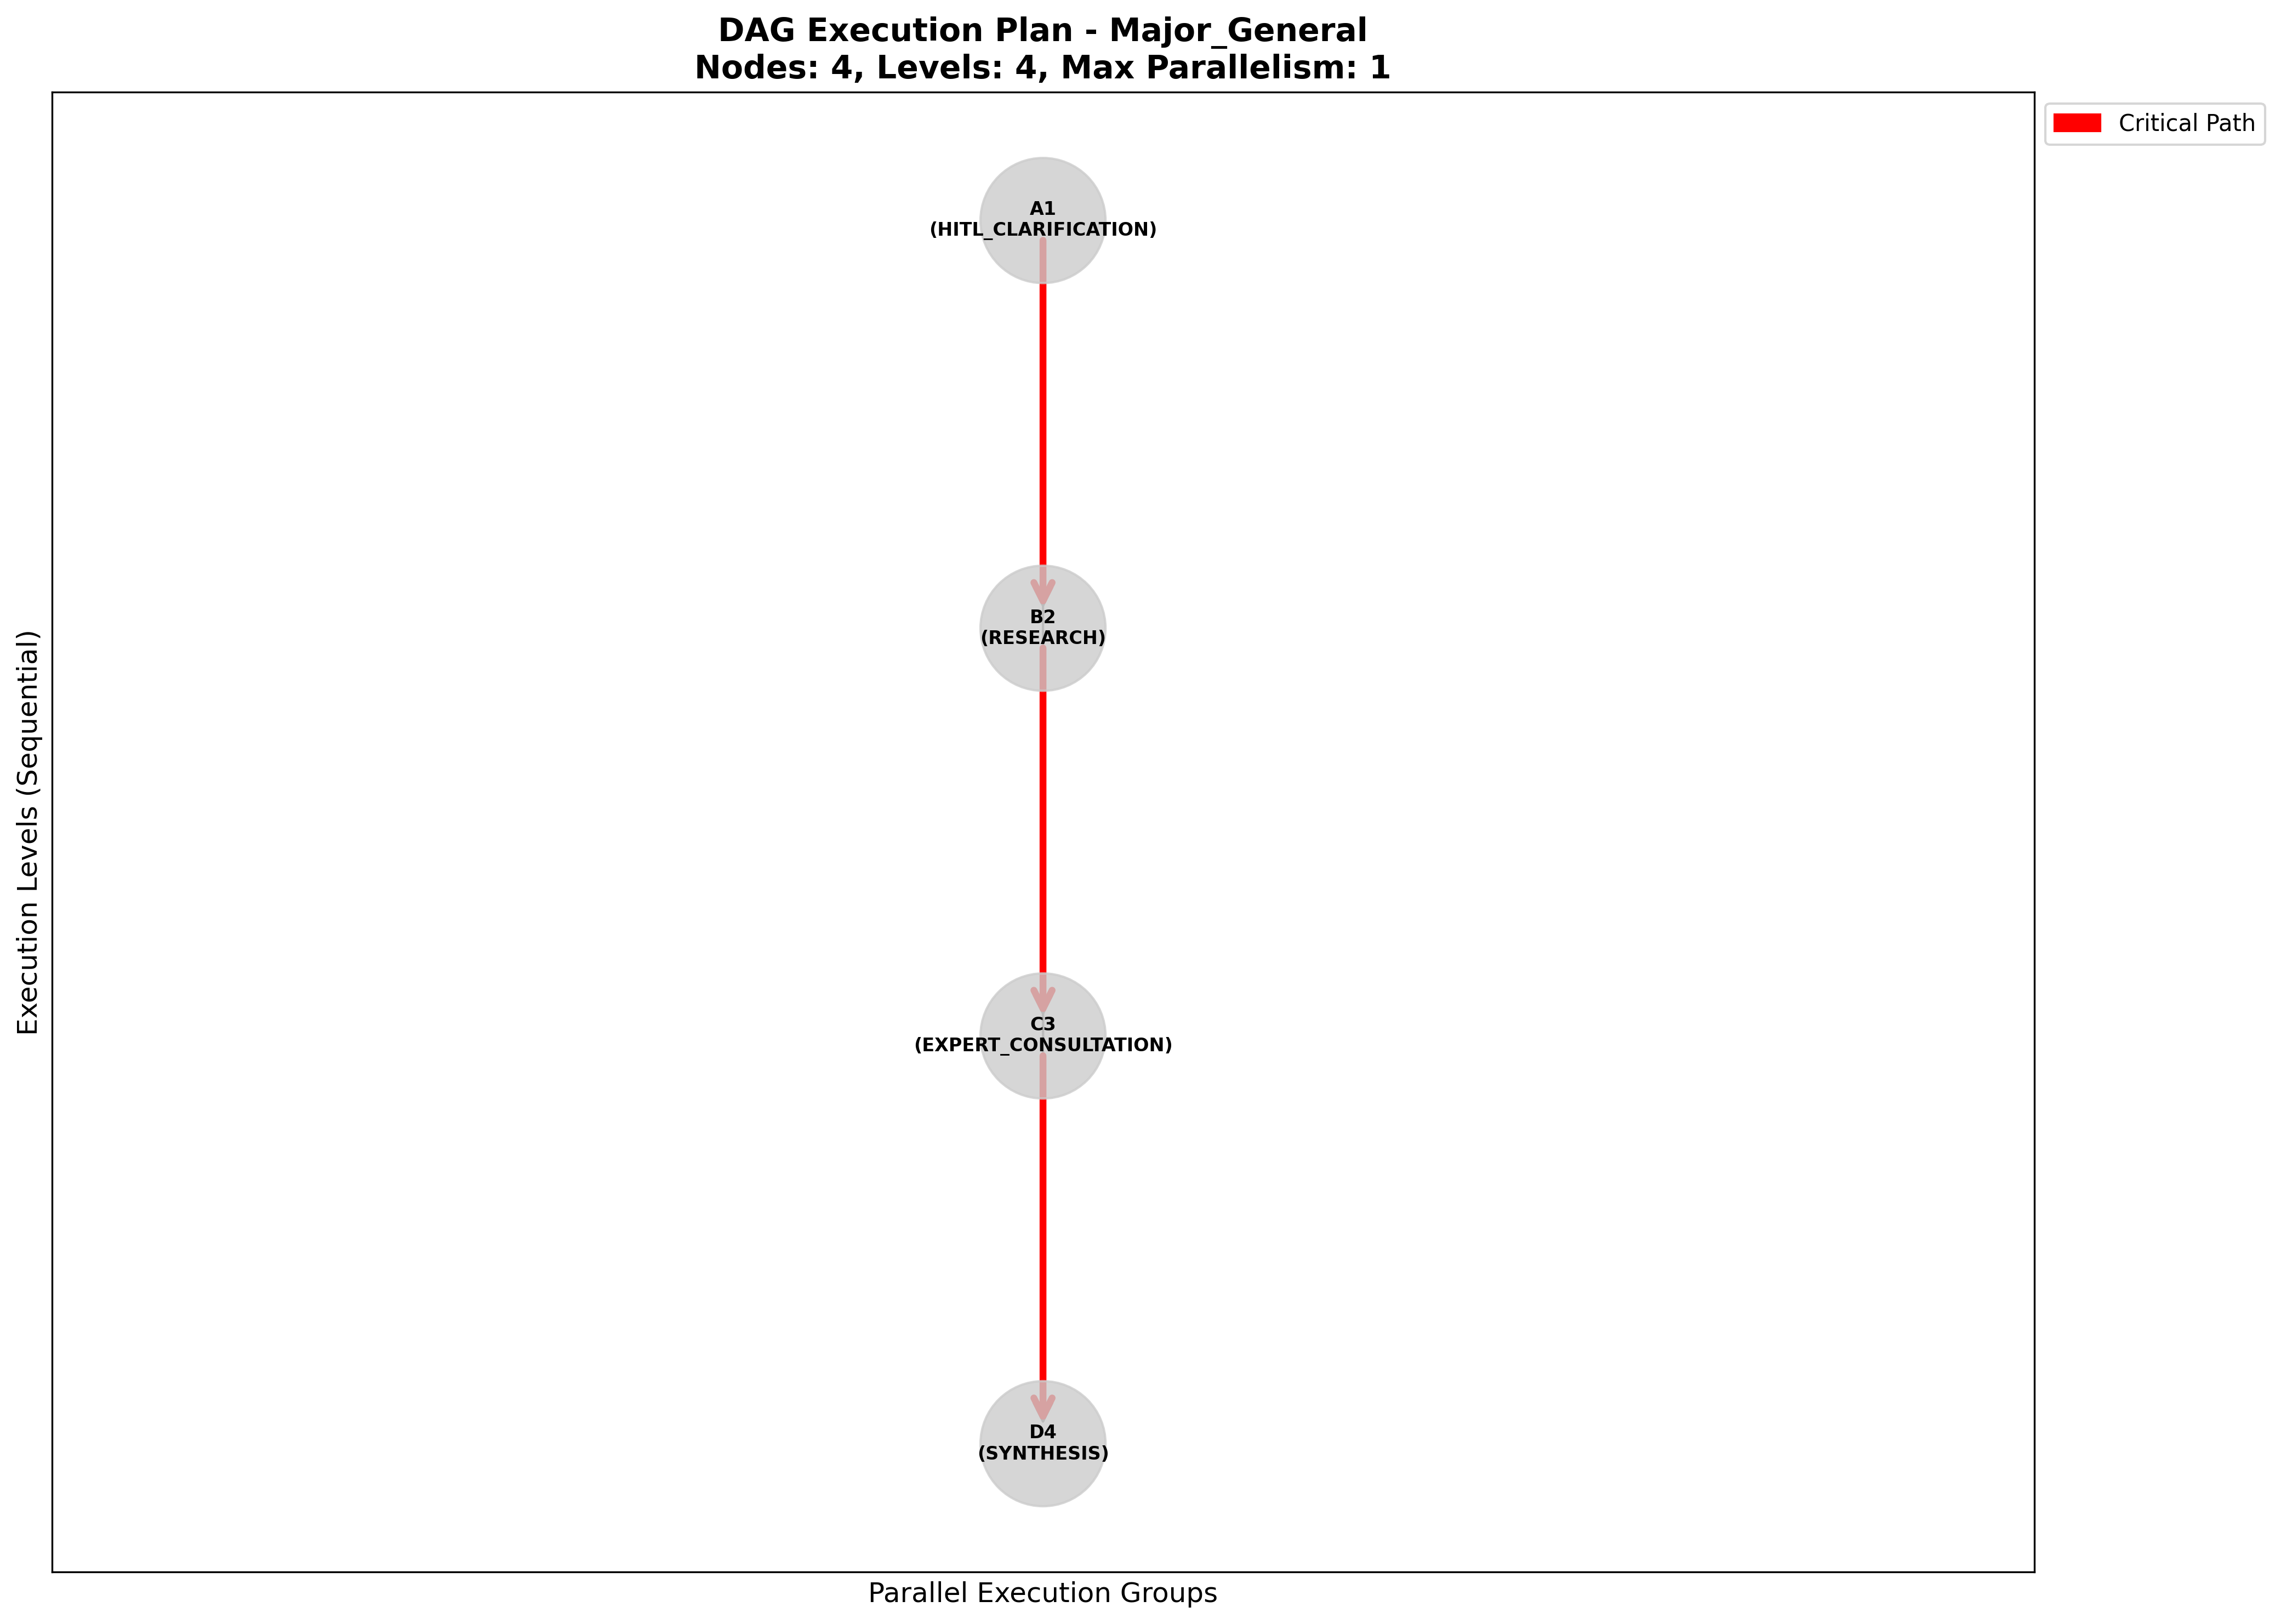 DAG Execution Plan - Major_General
Nodes: 4, Levels: 4, Max Parallelism: 1
Critical Path
A1
(HITL_CLARIFICATION)
B2
(RESEARCH)
C3
(EXPERT_CONSULTATION)
D4
(SYNTHESIS)
Execution Levels (Sequential)
Parallel Execution Groups